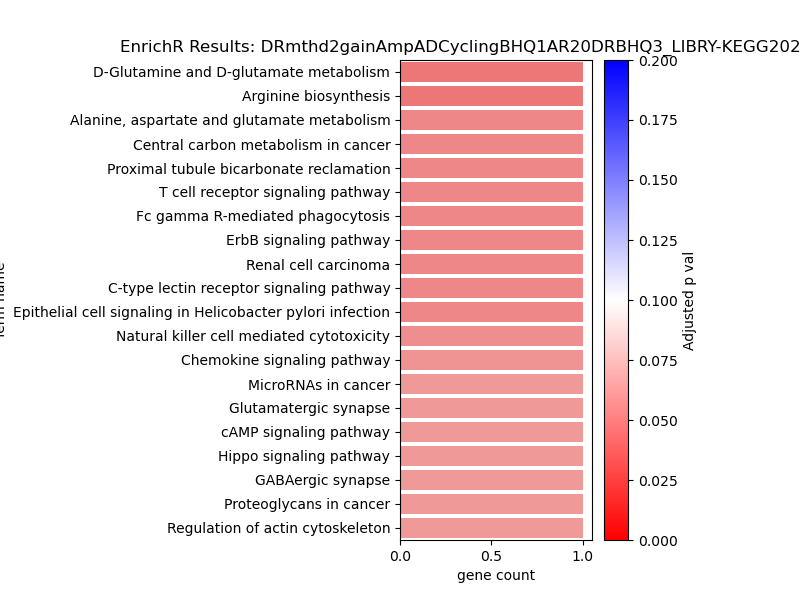 EnrichR Results: DRmthd2gainAmpADCyclingBHQ1AR20DRBHQ3_LIBRY-KEGG202
D-Glutamine and D-glutamate metabolism
Arginine biosynthesis
Alanine, aspartate and glutamate metabolism
Central carbon metabolism in cancer
Proximal tubule bicarbonate reclamation
T cell receptor signaling pathway
Fc gamma R-mediated phagocytosis
ErbB signaling pathway
Renal cell carcinoma
C-type lectin receptor signaling pathway
Epithelial cell signaling in Helicobacter pylori infection
Natural killer cell mediated cytotoxicity
Chemokine signaling pathway
MicroRNAs in cancer
Glutamatergic synapse
cAMP signaling pathway
Hippo signaling pathway
GABAergic synapse
Proteoglycans in cancer
Regulation of actin cytoskeleton
0.0 0.5 1.0
gene count
0.200
0.175
0.150
0.125
0.100
0.075
0.050
0.025
0.000
Adjusted p val